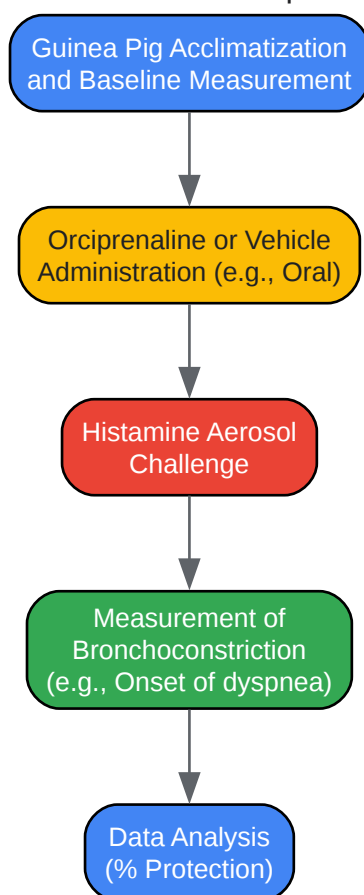 Guinea Pig Acclimatization
and Baseline Measurement
Orciprenaline or Vehicle
Administration (e.g., Oral)
Histamine Aerosol
Challenge
Measurement of
Bronchoconstriction
(e.g., Onset of dyspnea)
Data Analysis
(% Protection)